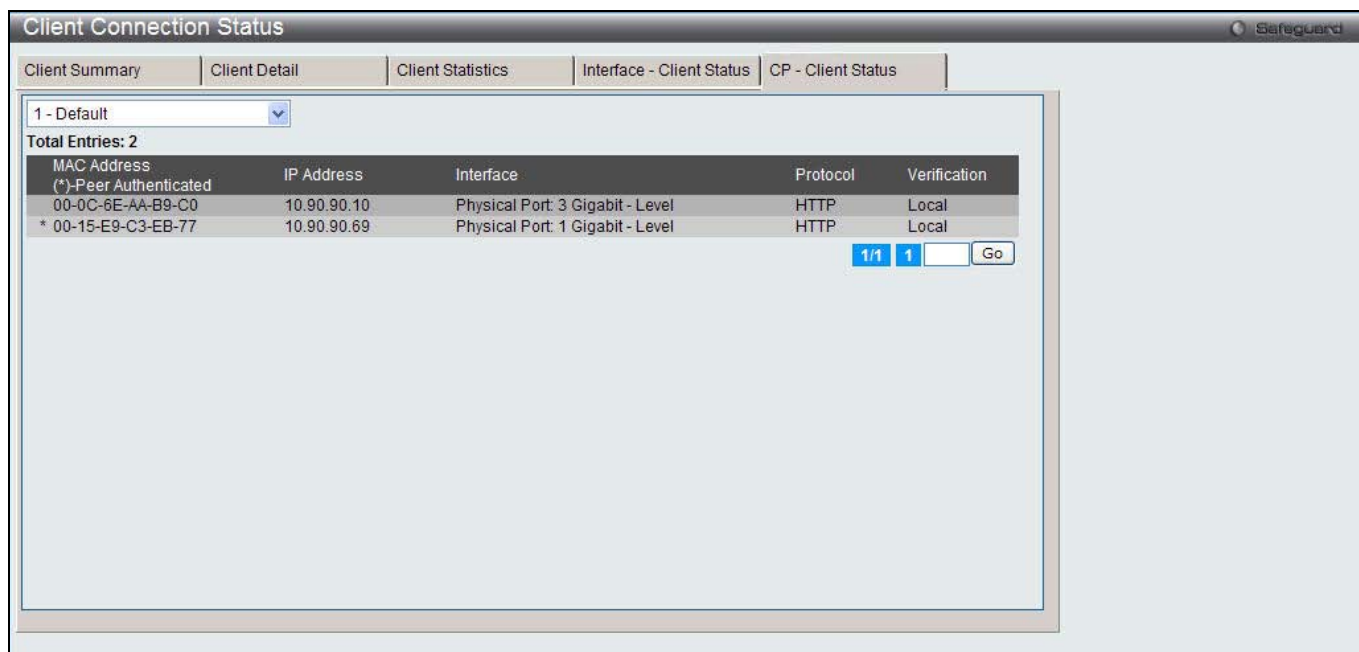 Client Connection Status
Safeguard
Client Summary
Client Detail
Client Statistics
Interface - Client Status
CP - Client Status
1 - Default
Total Entries: 2
MAC Address
(*)-Peer Authenticated
IP Address
Interface
Protocol
Verification
00-0C-6E-AA-B9-C0 10.90.90.10 Physical Port: 3 Gigabit - Level HTTP Local
* 00-15-E9-C3-EB-77 10.90.90.69 Physical Port: 1 Gigabit - Level HTTP Local
1/1 1 Go